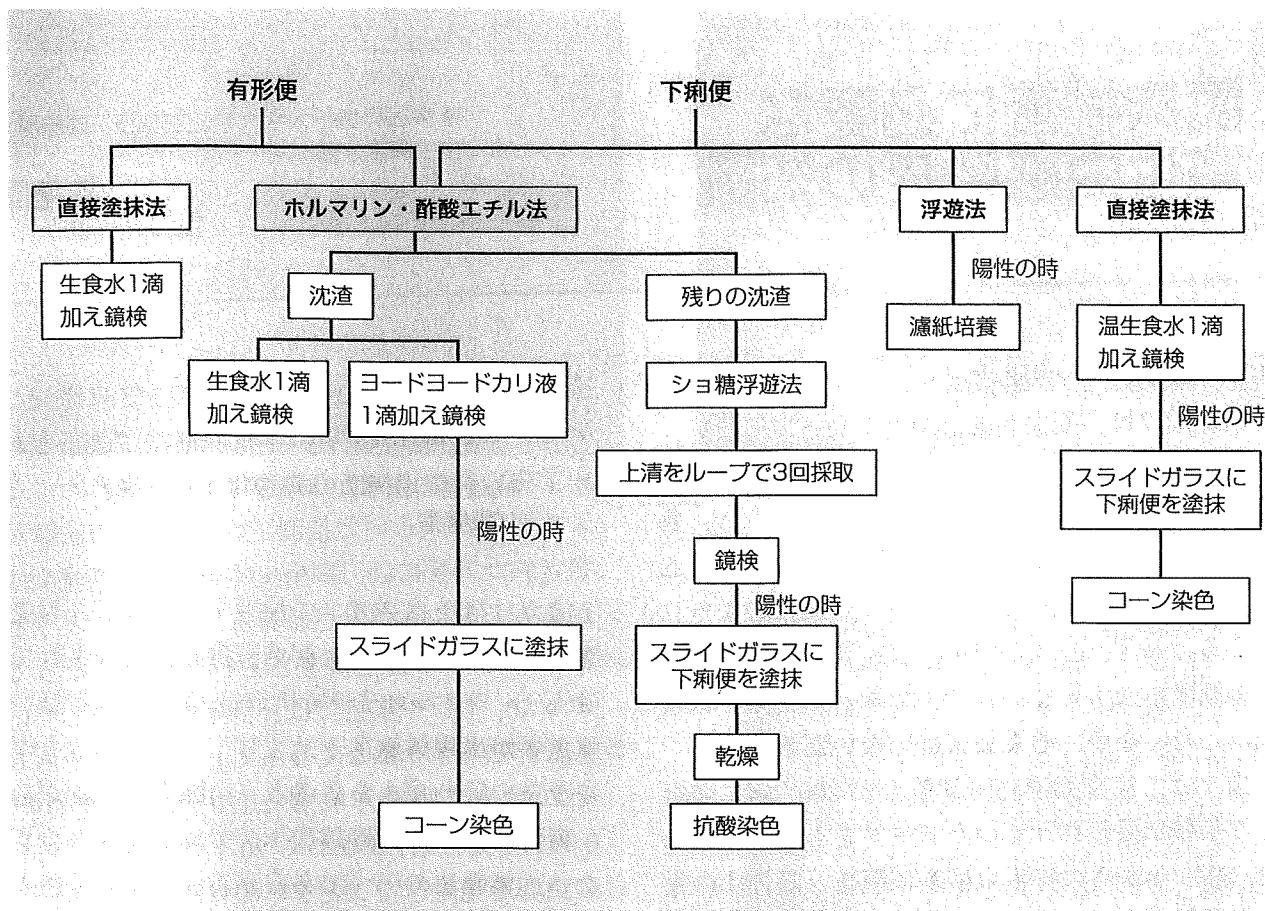 有形便
下痢便
直接塗抹法
ホルマリン・酢酸エチル法
浮遊法
直接塗抹法
生食水1滴
加え鏡検
沈渣
残りの沈渣
陽性の時
濾紙培養
温生食水1滴
加え鏡検
生食水1滴
加え鏡検
ヨードヨードカリ液
1滴加え鏡検
ショ糖浮遊法
陽性の時
上清をループで3回採取
スライドガラスに
下痢便を塗抹
陽性の時
鏡検
陽性の時
コーン染色
スライドガラスに塗抹
スライドガラスに
下痢便を塗抹
乾燥
コーン染色
抗酸染色